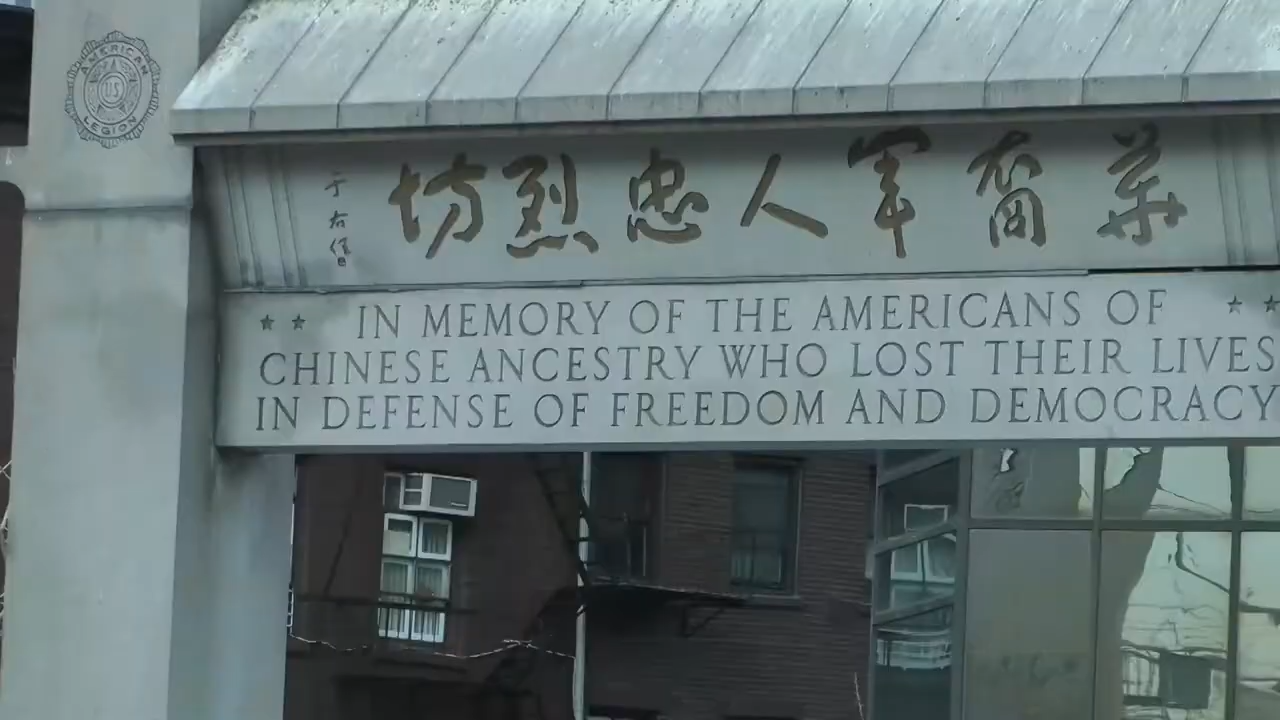 AMERICAN
US
LEGION
華裔軍人忠烈坊
于右任
IN MEMORY OF THE AMERICANS OF
CHINESE ANCESTRY WHO LOST THEIR LIVES
IN DEFENSE OF FREEDOM AND DEMOCRACY